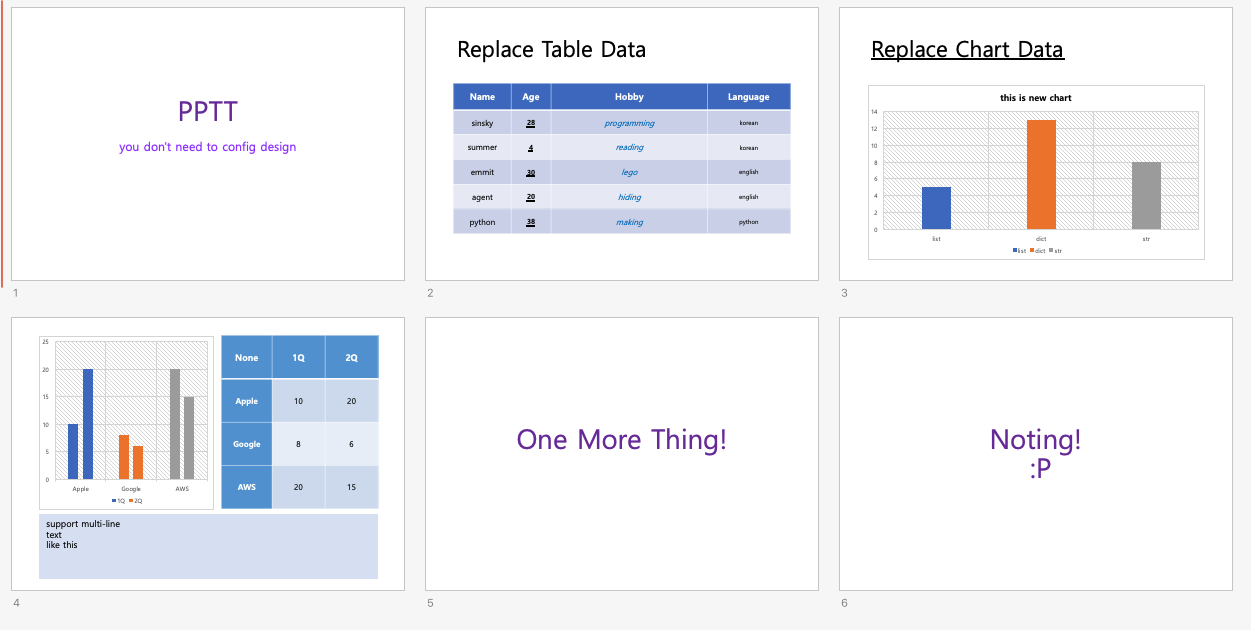 PPTT
you don't need to config design
1
Replace Table Data
Name Age Hobby Language
sinsky 28 programming korean
summer 4 reading korean
emmit 30 lego english
agent 20 hiding english
python 38 making python
2
Replace Chart Data
this is new chart
14
12
10
8
6
4
2
0
list dict str
list dict str
3
25
20
15
10
5
0
Apple Google AWS
1Q 2Q
None 1Q 2Q
Apple 10 20
Google 8 6
AWS 20 15
support multi-line
text
like this
4
One More Thing!
5
Noting!
:P
6